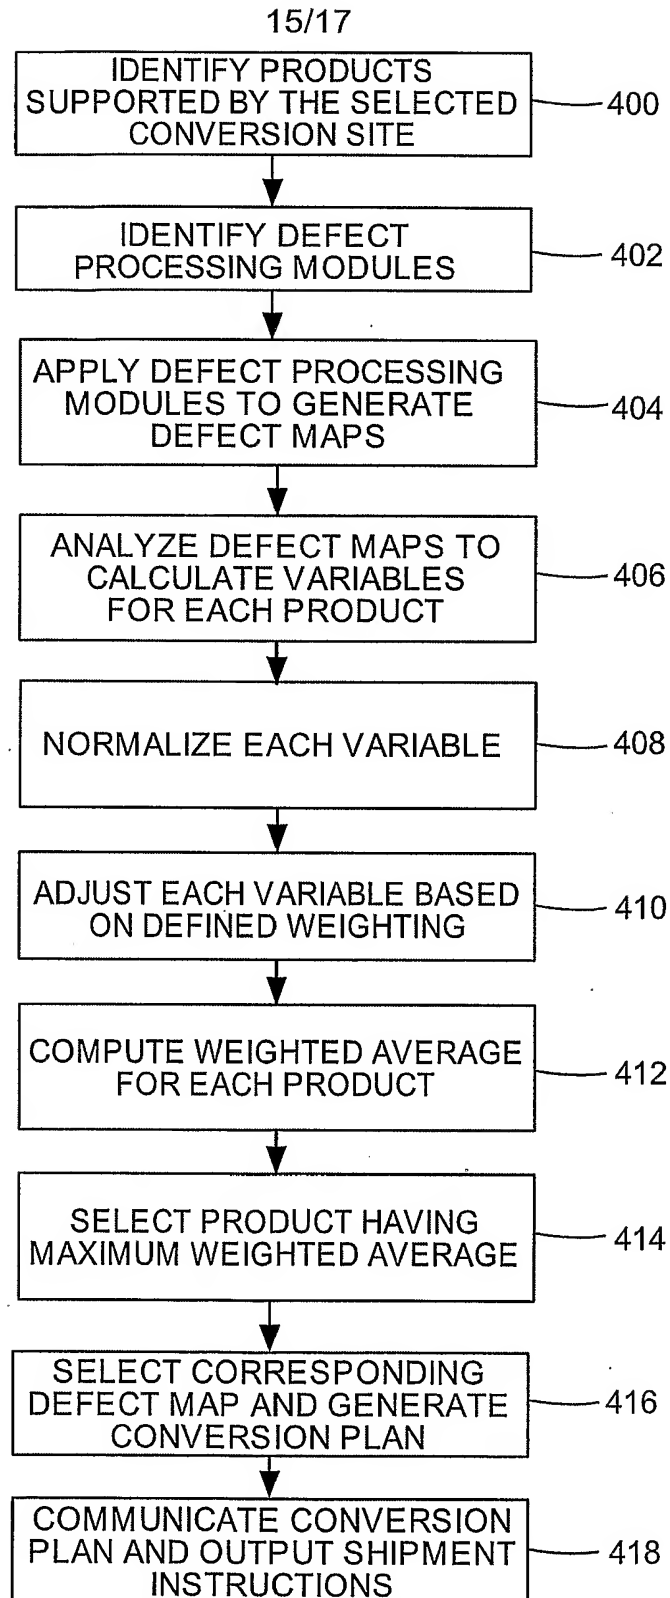 15/17
IDENTIFY PRODUCTS
SUPPORTED BY THE SELECTED
CONVERSION SITE
400
IDENTIFY DEFECT
PROCESSING MODULES
402
APPLY DEFECT PROCESSING
MODULES TO GENERATE
DEFECT MAPS
404
ANALYZE DEFECT MAPS TO
CALCULATE VARIABLES
FOR EACH PRODUCT
406
NORMALIZE EACH VARIABLE
408
ADJUST EACH VARIABLE BASED
ON DEFINED WEIGHTING
410
COMPUTE WEIGHTED AVERAGE
FOR EACH PRODUCT
412
SELECT PRODUCT HAVING
MAXIMUM WEIGHTED AVERAGE
414
SELECT CORRESPONDING
DEFECT MAP AND GENERATE
CONVERSION PLAN
416
COMMUNICATE CONVERSION
PLAN AND OUTPUT SHIPMENT
INSTRUCTIONS
418